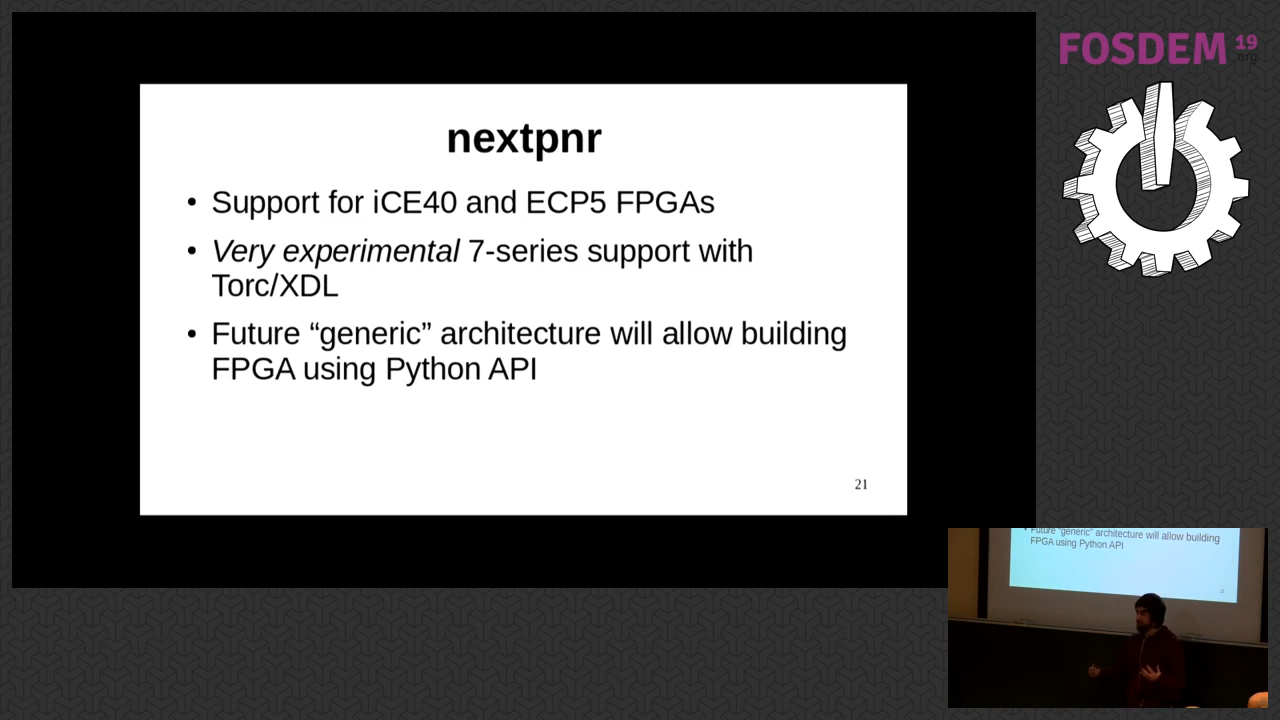 FOSDEM 19
.org
nextpnr
• Support for iCE40 and ECP5 FPGAs
• Very experimental 7-series support with
Torc/XDL
• Future “generic” architecture will allow building
FPGA using Python API
21
Future “generic” architecture will allow building
FPGA using Python API